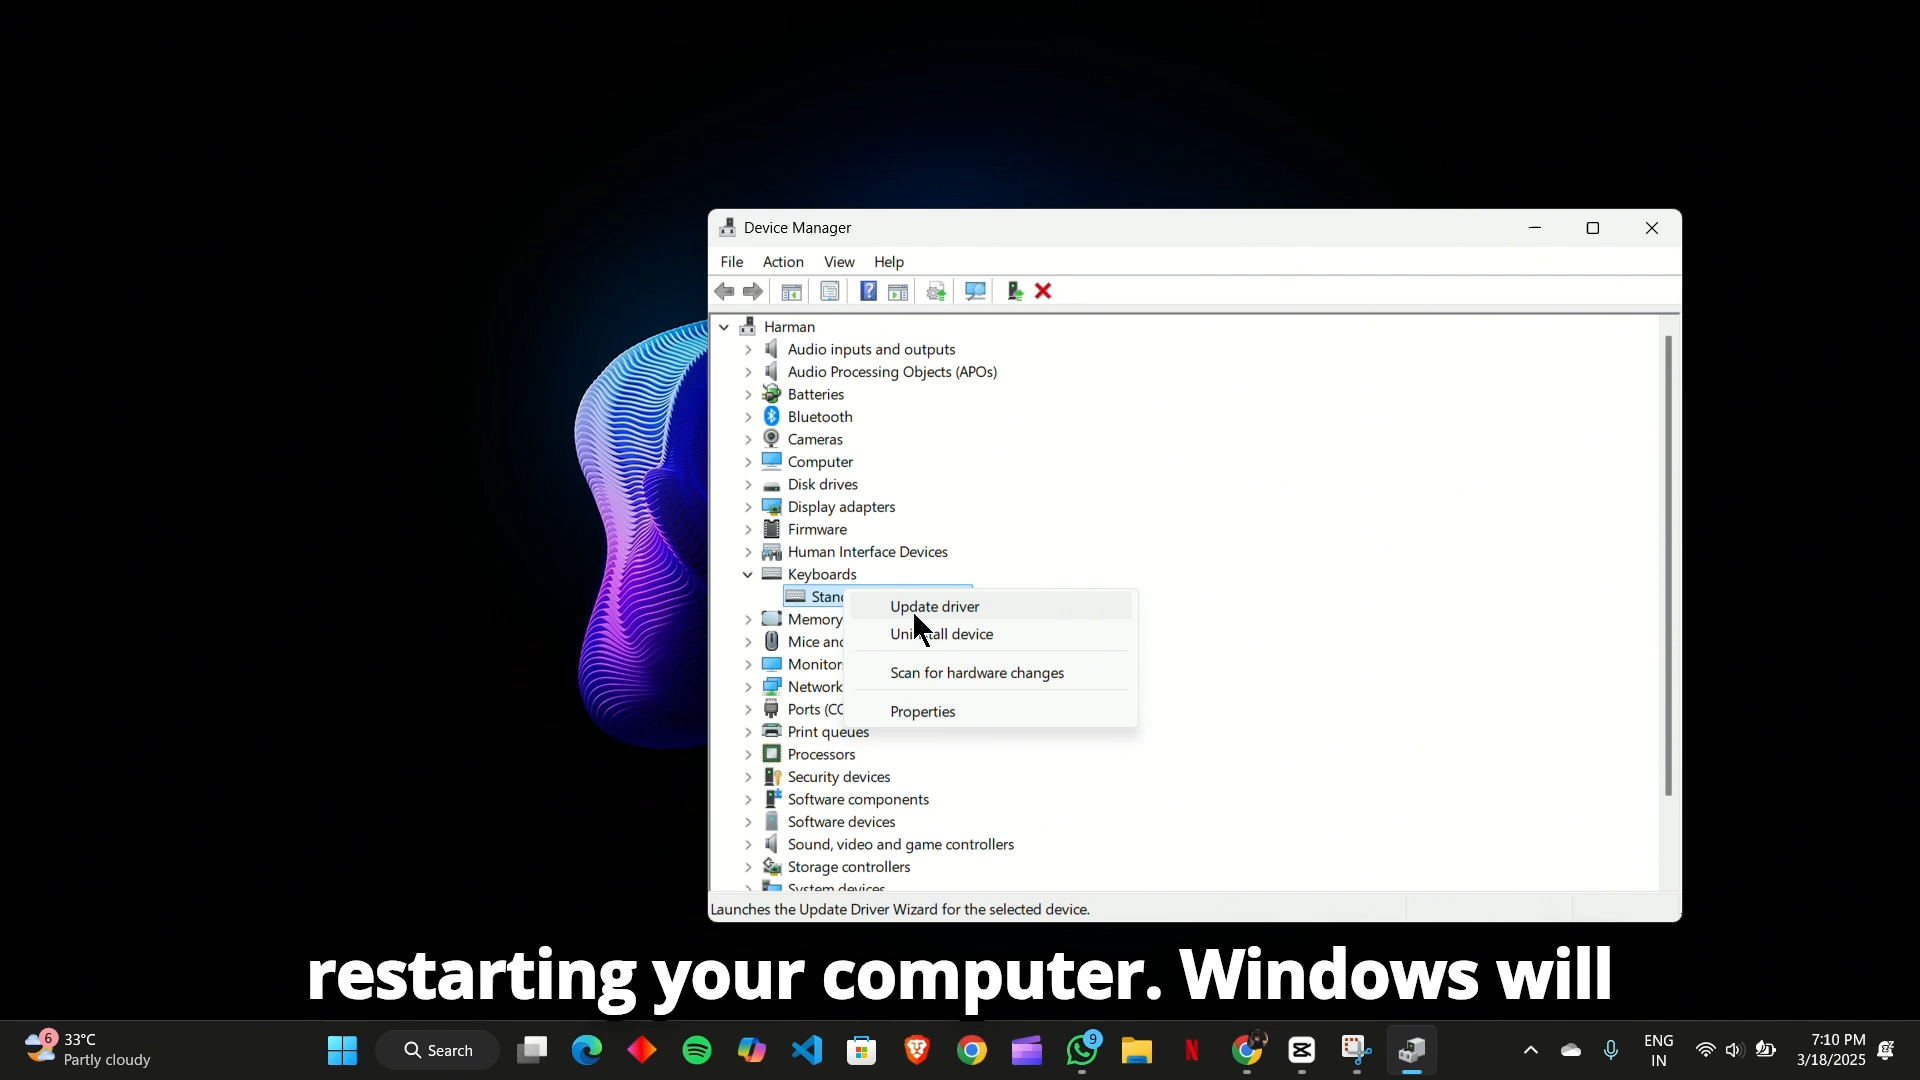 Device Manager
File Action View Help
Harman
Audio inputs and outputs
Audio Processing Objects (APOs)
Batteries
Bluetooth
Cameras
Computer
Disk drives
Display adapters
Firmware
Human Interface Devices
Keyboards
Update driver
Uninstall device
Scan for hardware changes
Properties
Memory
Mice
Network
Ports
Print queues
Processors
Security devices
Software components
Software devices
Sound, video and game controllers
Storage controllers
System devices
Launches the Update Driver Wizard for the selected device.
restarting your computer. Windows will
6
33°C
Partly cloudy
Search
9
ENG
IN
7:10 PM
3/18/2025